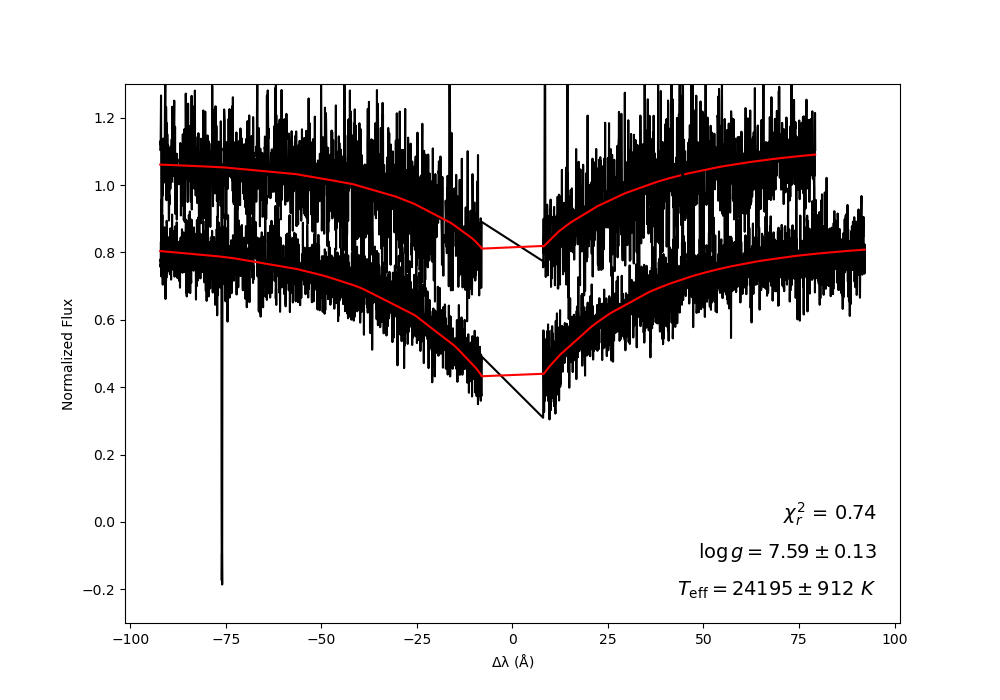 1.2
1.0
0.8
0.6
0.4
0.2
0.0
−0.2
Normalized Flux
χ²ᵣ = 0.74
log g = 7.59 ± 0.13
T_eff = 24195 ± 912 K
−100 −75 −50 −25 0 25 50 75 100
Δλ (Å)